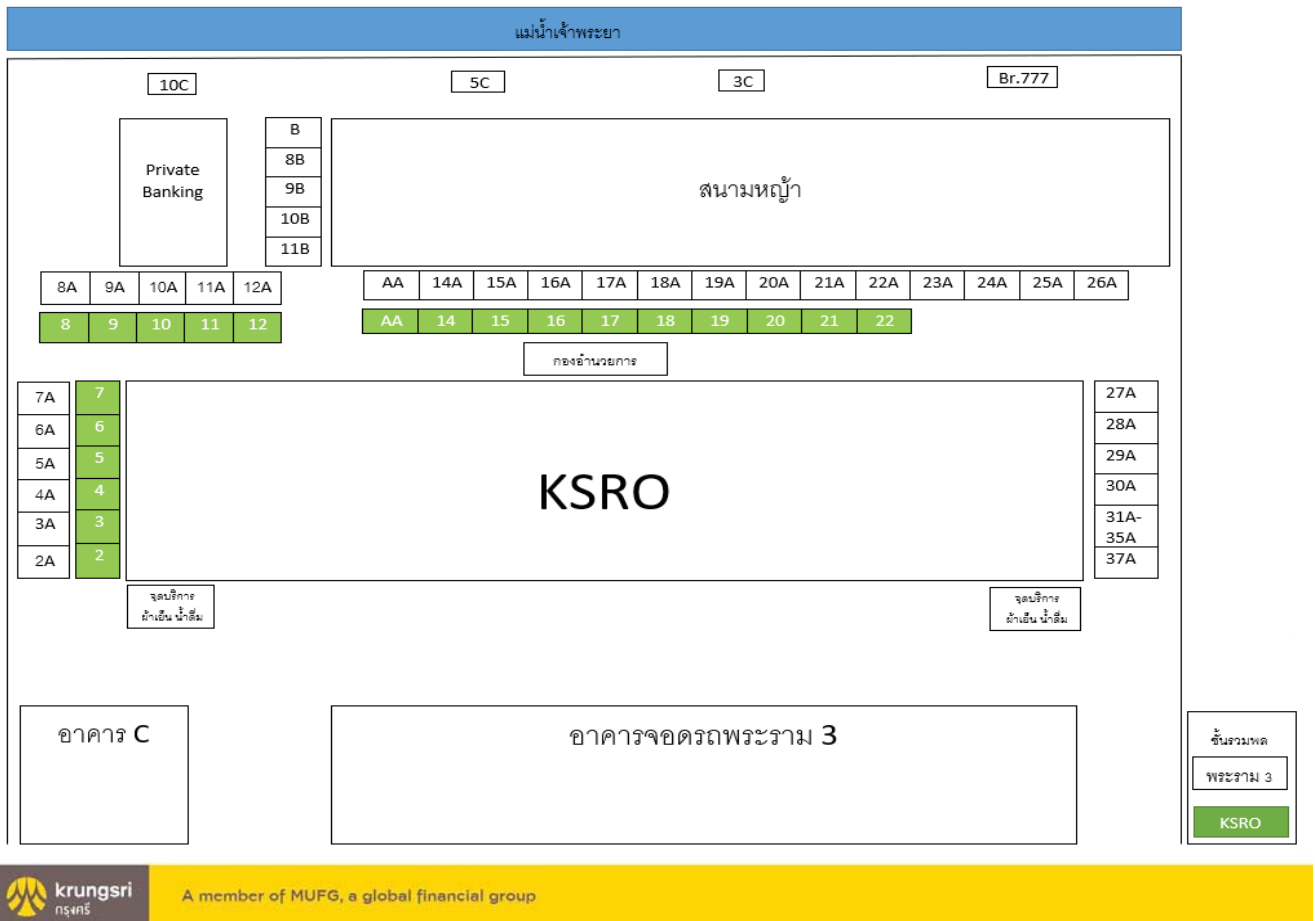 แม่น้ำเจ้าพระยา
10C
5C
3C
Br.777
Private
Banking
B
8B
9B
10B
11B
สนามหญ้า
8A 9A 10A 11A 12A
AA 14A 15A 16A 17A 18A 19A 20A 21A 22A 23A 24A 25A 26A
8 9 10 11 12
AA 14 15 16 17 18 19 20 21 22
กองอำนวยการ
7A 7
6A 6
5A 5
4A 4
3A 3
2A 2
KSRO
27A
28A
29A
30A
31A-
35A
37A
จุดบริการ
ผ้าเย็น น้ำดื่ม
จุดบริการ
ผ้าเย็น น้ำดื่ม
อาคาร C
อาคารจอดรถพระราม 3
ชั้นรวมพล
พระราม 3
KSRO
krungsri
กรุงศรี
A member of MUFG, a global financial group